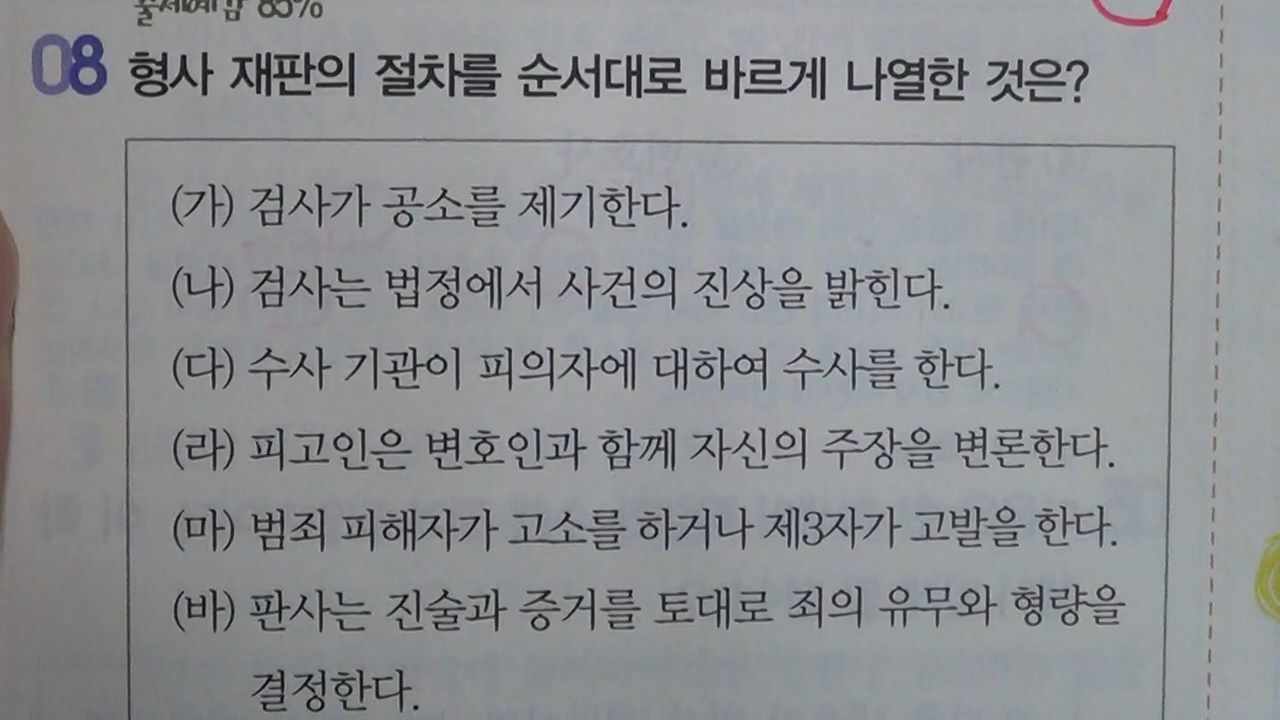 출제예감 85%
08 형사 재판의 절차를 순서대로 바르게 나열한 것은?
(가) 검사가 공소를 제기한다.
(나) 검사는 법정에서 사건의 진상을 밝힌다.
(다) 수사 기관이 피의자에 대하여 수사를 한다.
(라) 피고인은 변호인과 함께 자신의 주장을 변론한다.
(마) 범죄 피해자가 고소를 하거나 제3자가 고발을 한다.
(바) 판사는 진술과 증거를 토대로 죄의 유무와 형량을
결정한다.